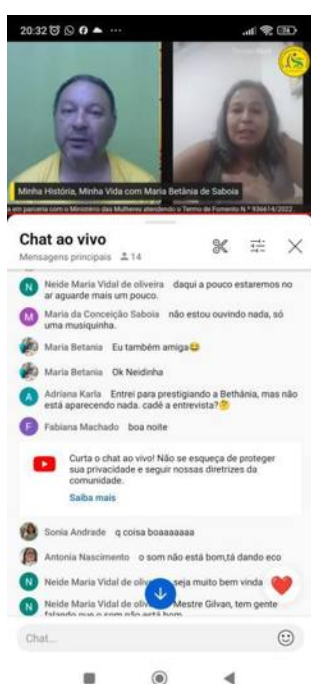 20:32
Minha História, Minha Vida com Maria Betânia de Saboia
a em parceria com o Ministério das Mulheres atendendo o Termo de Fomento N.º 936614/2022
Chat ao vivo
Mensagens principais 14
N Neide Maria Vidal de oliveira daqui a pouco estaremos no
ar aguarde mais um pouco.
M Maria da Conceição Saboia não estou ouvindo nada, só
uma musiquinha.
Maria Betania Eu também amiga😂
Maria Betania Ok Neidinha
A Adriana Karla Entrei para prestigiando a Bethânia, mas não
está aparecendo nada. cadê a entrevista?🤔
F Fabiana Machado boa noite
Curta o chat ao vivo! Não se esqueça de proteger
sua privacidade e seguir nossas diretrizes da
comunidade.
Saiba mais
Sonia Andrade q coisa boaaaaaa
Antonia Nascimento o som não está bom,tá dando eco
N Neide Maria Vidal de seja muito bem vinda
N Neide Maria Vidal de Mestre Gilvan, tem gente
falando que o som não está bom
Chat...